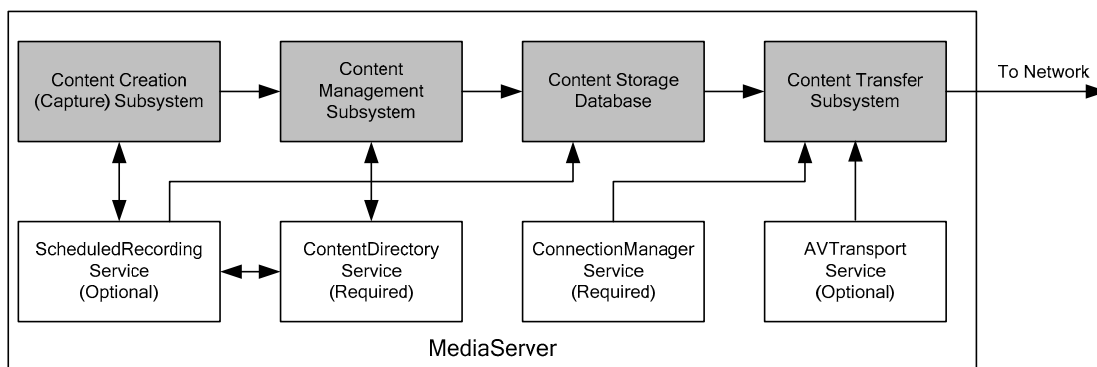 Content Creation
(Capture) Subsystem
Content
Management
Subsystem
Content Storage
Database
Content Transfer
Subsystem
To Network
ScheduledRecording
Service
(Optional)
ContentDirectory
Service
(Required)
ConnectionManager
Service
(Required)
AVTransport
Service
(Optional)
MediaServer